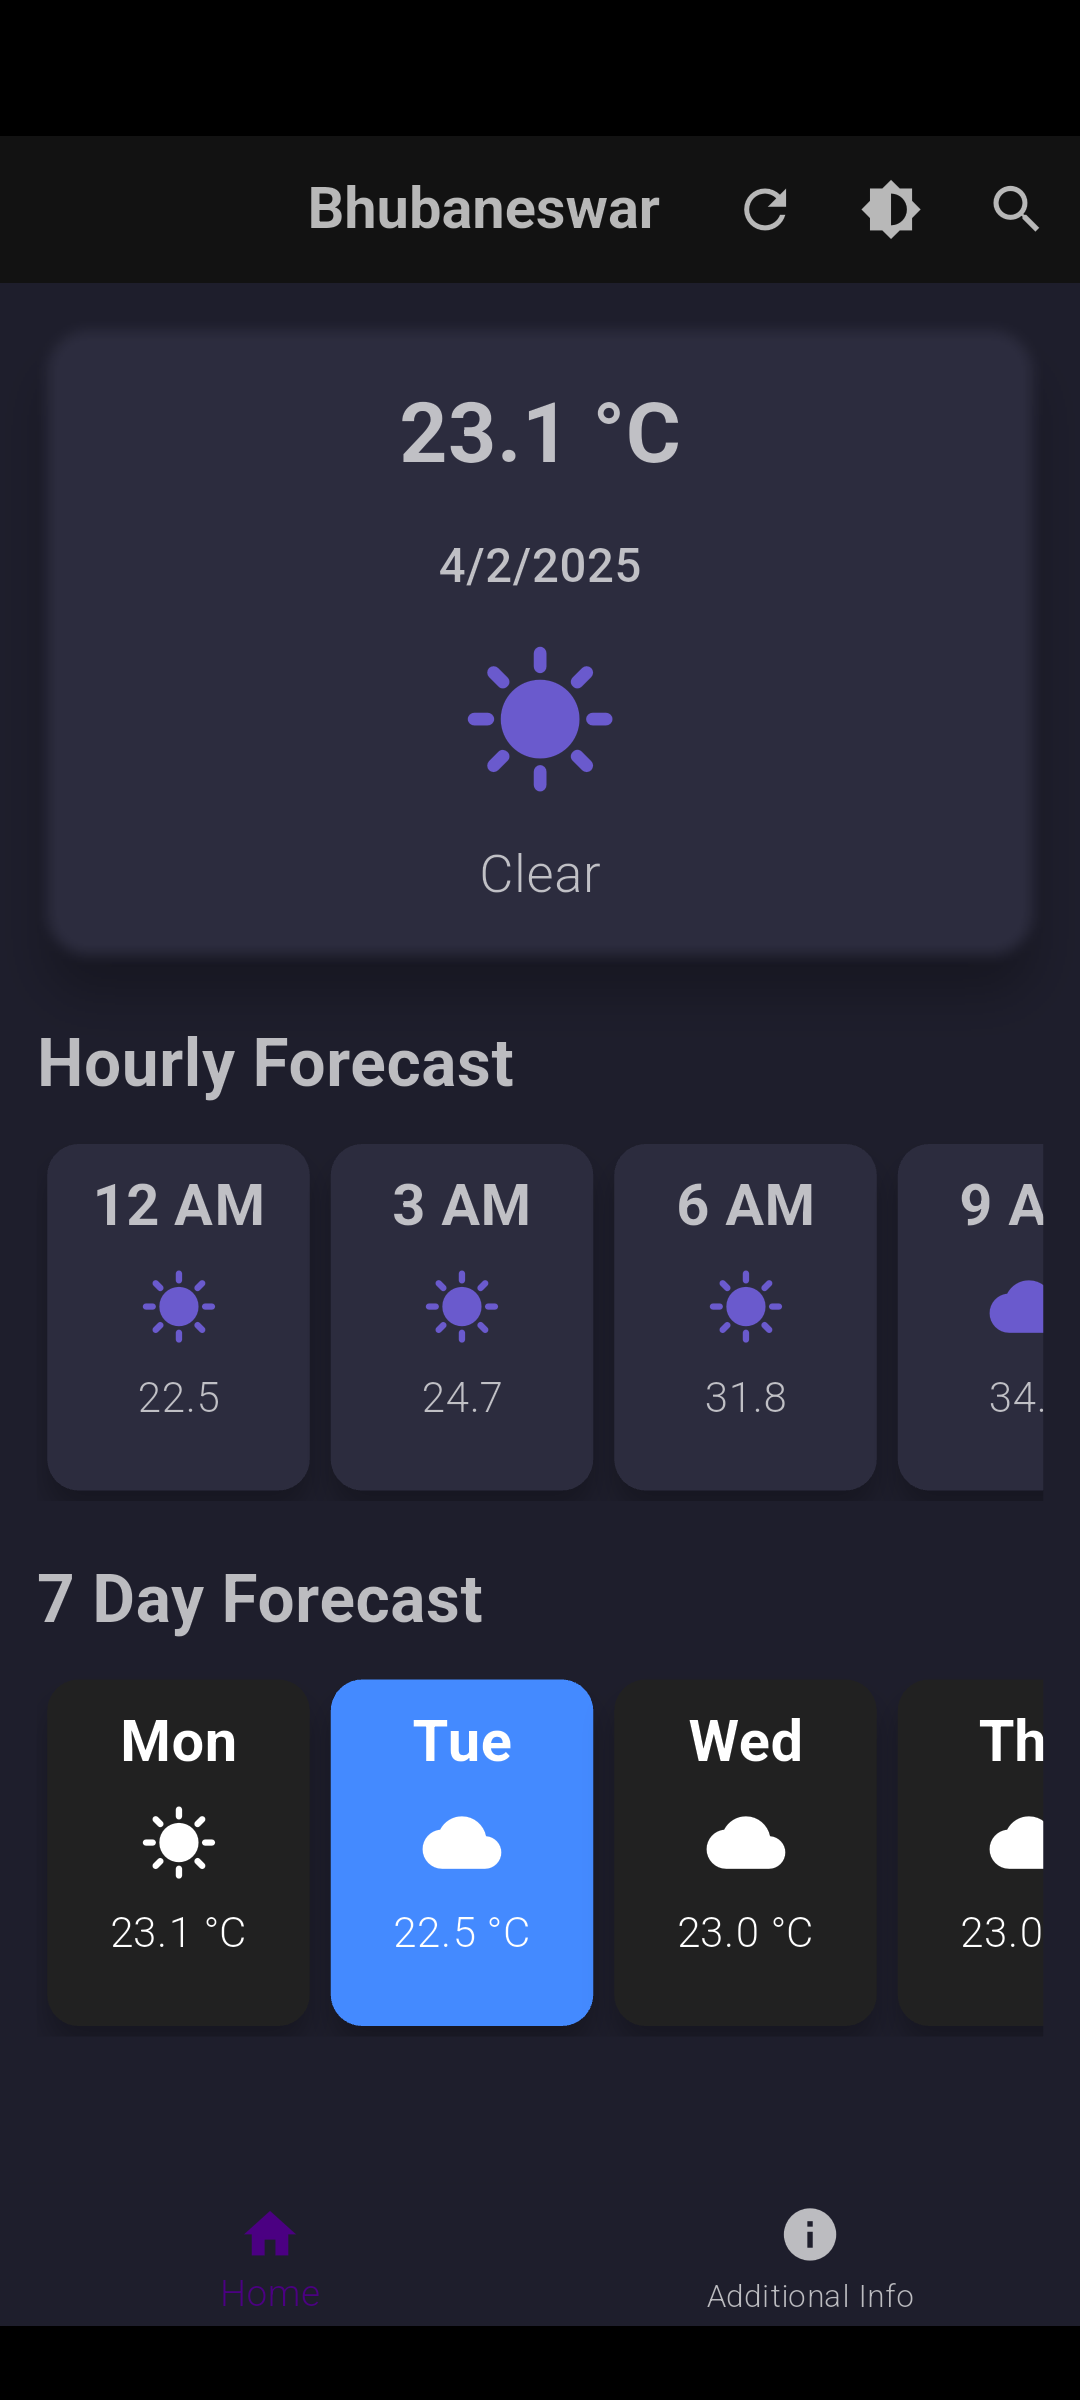 Bhubaneswar
23.1 °C
4/2/2025
Clear
Hourly Forecast
12 AM 3 AM 6 AM 9 A
22.5 24.7 31.8 34.
7 Day Forecast
Mon Tue Wed Th
23.1 °C 22.5 °C 23.0 °C 23.0
Home Additional Info